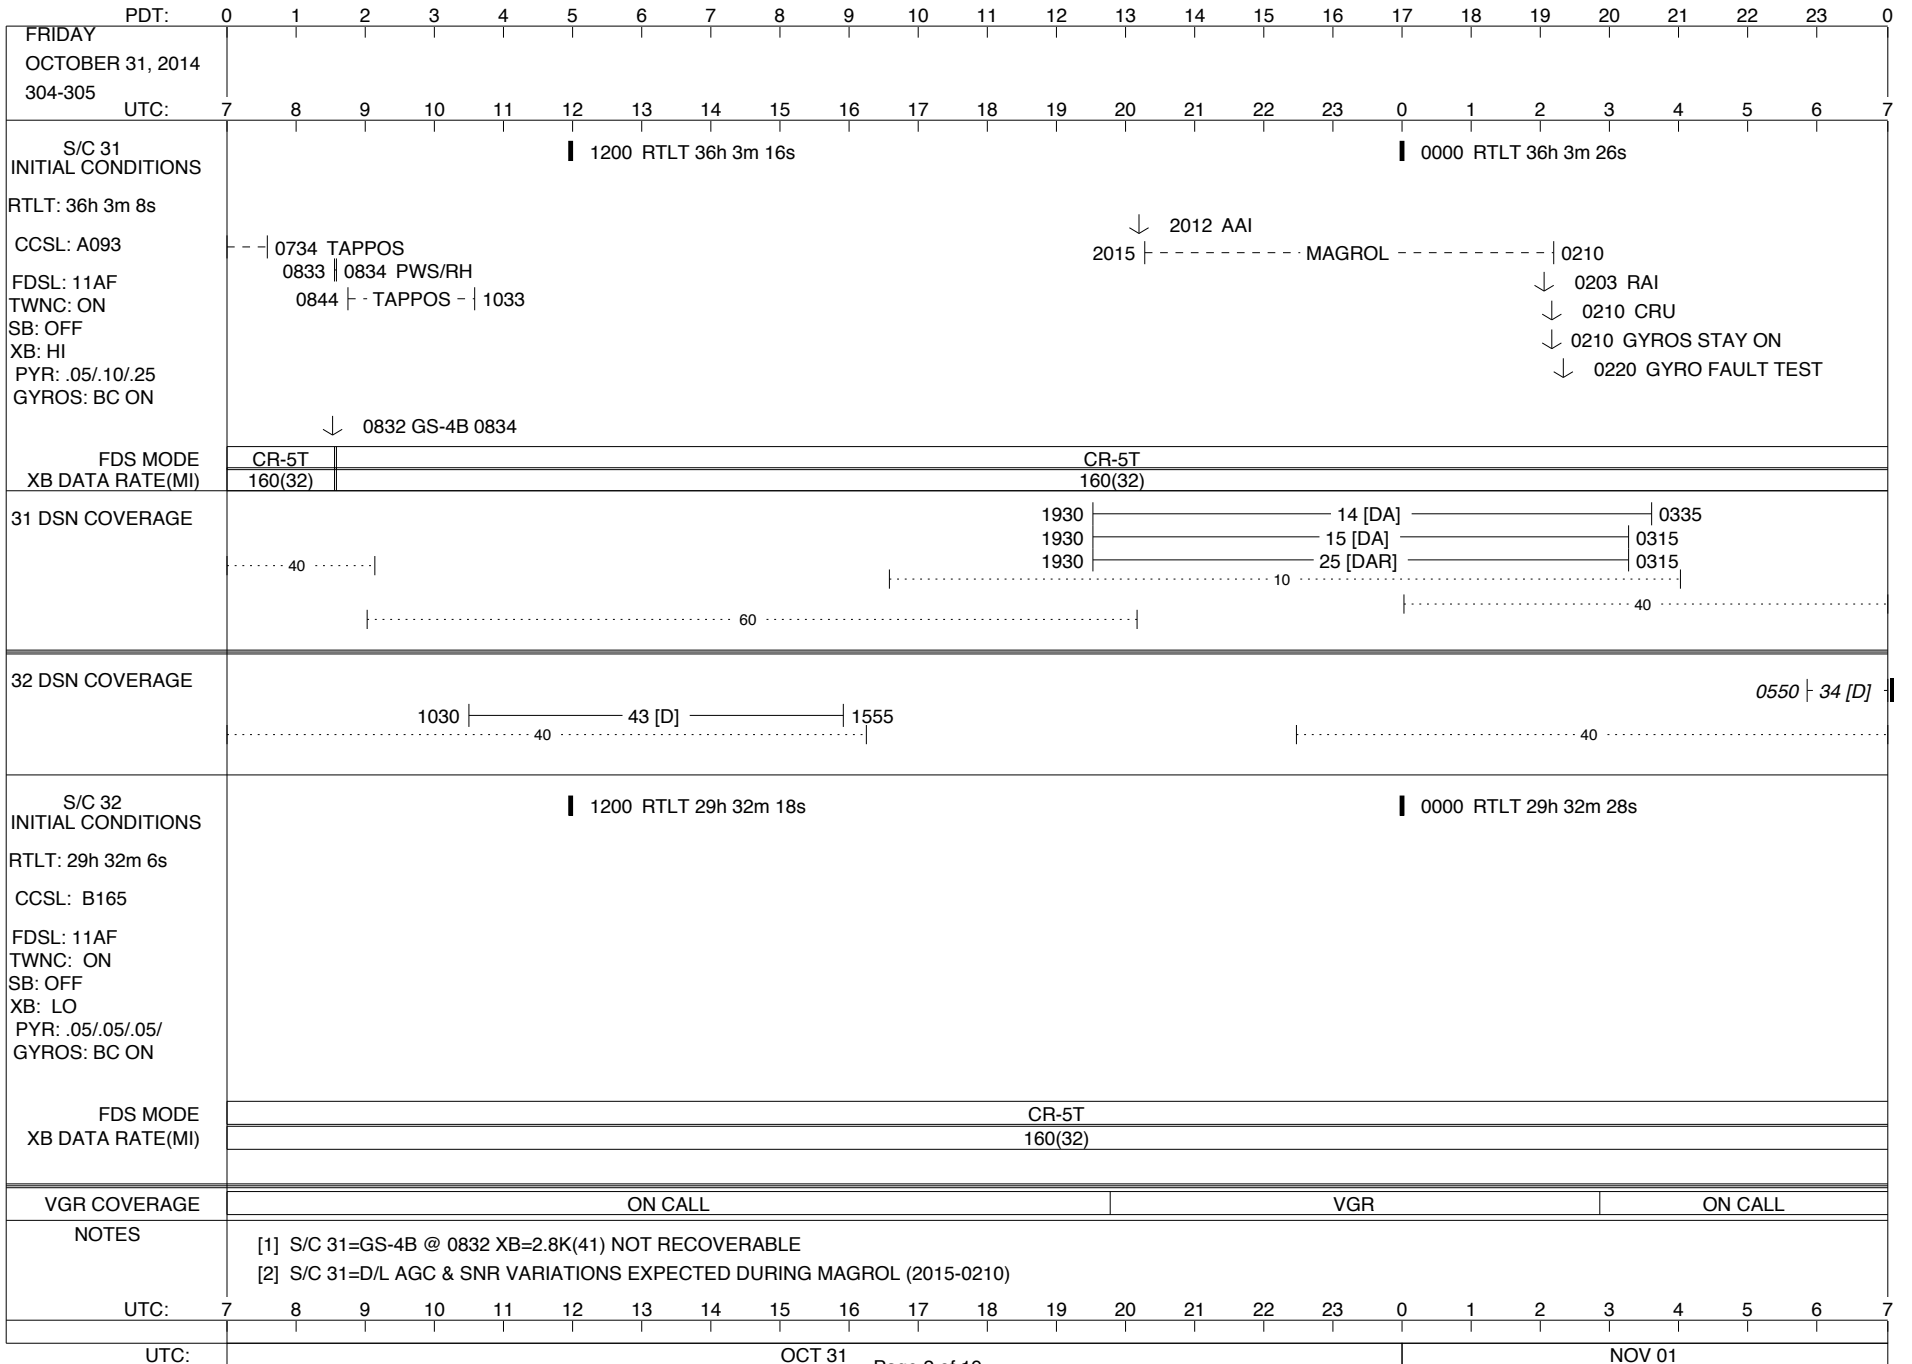 PDT: 0 1 2 3 4 5 6 7 8 9 10 11 12 13 14 15 16 17 18 19 20 21 22 23 0
FRIDAY
OCTOBER 31, 2014
304-305
UTC: 7 8 9 10 11 12 13 14 15 16 17 18 19 20 21 22 23 0 1 2 3 4 5 6 7
S/C 31
INITIAL CONDITIONS
1200 RTLT 36h 3m 16s
0000 RTLT 36h 3m 26s
RTLT: 36h 3m 8s
2012 AAI
CCSL: A093
0734 TAPPOS
2015 MAGROL 0210
0833 0834 PWS/RH
FDSL: 11AF
0203 RAI
0844 TAPPOS 1033
TWNC: ON
0210 CRU
SB: OFF
0210 GYROS STAY ON
XB: HI
PYR: .05/.10/.25
0220 GYRO FAULT TEST
GYROS: BC ON
0832 GS-4B 0834
FDS MODE CR-5T CR-5T
XB DATA RATE(MI) 160(32) 160(32)
31 DSN COVERAGE
1930 14 [DA] 0335
1930 15 [DA] 0315
1930 25 [DAR] 0315
40
10
40
60
32 DSN COVERAGE
0550 34 [D]
1030 43 [D] 1555
40 40
S/C 32
INITIAL CONDITIONS
1200 RTLT 29h 32m 18s
0000 RTLT 29h 32m 28s
RTLT: 29h 32m 6s
CCSL: B165
FDSL: 11AF
TWNC: ON
SB: OFF
XB: LO
PYR: .05/.05/.05/
GYROS: BC ON
FDS MODE CR-5T
XB DATA RATE(MI) 160(32)
VGR COVERAGE ON CALL VGR ON CALL
NOTES
[1] S/C 31=GS-4B @ 0832 XB=2.8K(41) NOT RECOVERABLE
[2] S/C 31=D/L AGC & SNR VARIATIONS EXPECTED DURING MAGROL (2015-0210)
UTC: 7 8 9 10 11 12 13 14 15 16 17 18 19 20 21 22 23 0 1 2 3 4 5 6 7
UTC: OCT 31 NOV 01